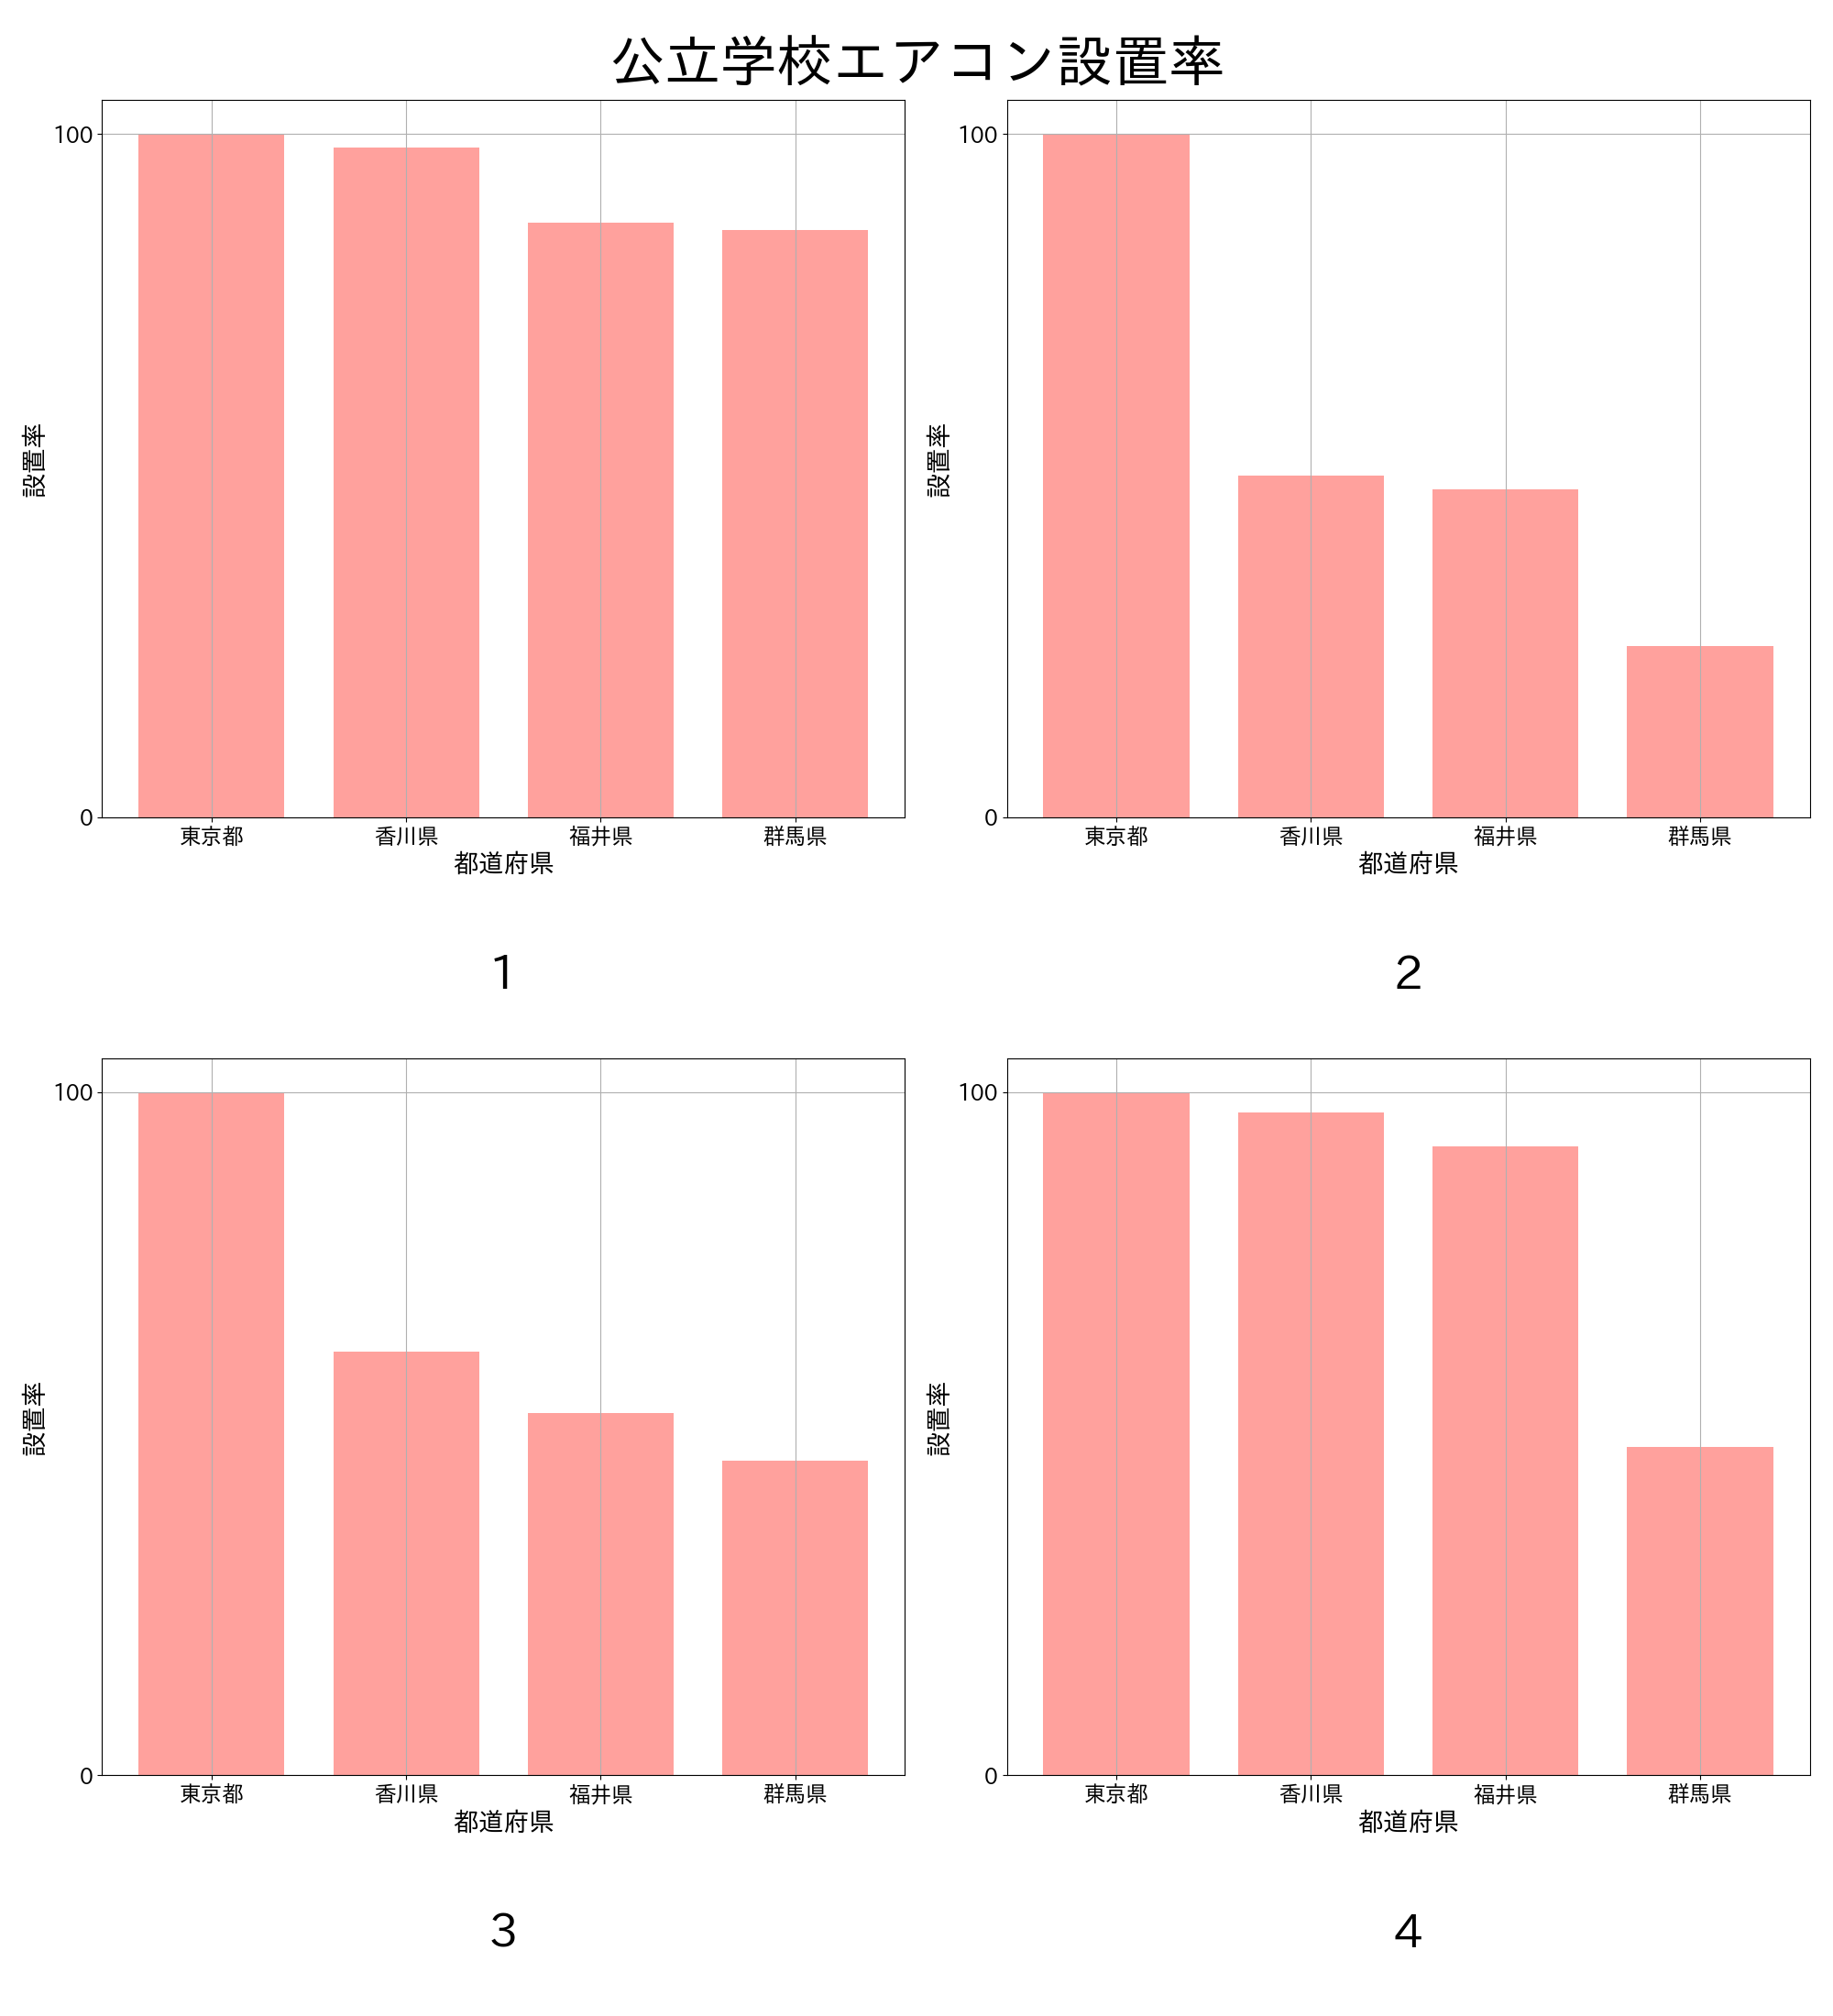 公立学校エアコン設置率
100
0
設置率
東京都 香川県 福井県 群馬県
都道府県
1
100
0
設置率
東京都 香川県 福井県 群馬県
都道府県
2
100
0
設置率
東京都 香川県 福井県 群馬県
都道府県
3
100
0
設置率
東京都 香川県 福井県 群馬県
都道府県
4